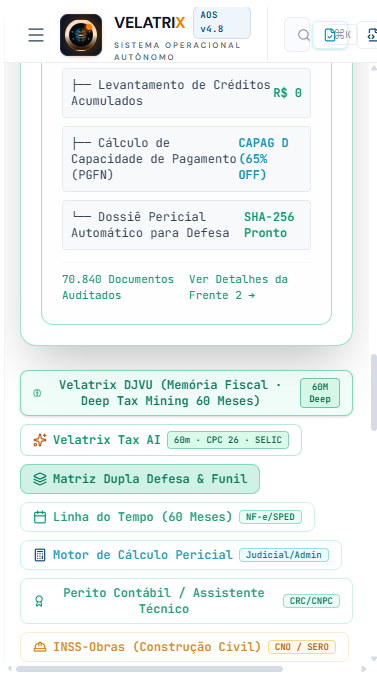 VELATRIX
AOS
v4.8
SISTEMA OPERACIONAL
AUTÔNOMO
⌘K
├── Levantamento de Créditos
Acumulados
R$ 0
├── Cálculo de
Capacidade de Pagamento
(PGFN)
CAPAG D
(65%
OFF)
└── Dossiê Pericial
Automático para Defesa
SHA-256
Pronto
70.840 Documentos
Auditados
Ver Detalhes da
Frente 2 →
Velatrix DJVU (Memória Fiscal ·
Deep Tax Mining 60 Meses)
60M
Deep
Velatrix Tax AI
60m · CPC 26 · SELIC
Matriz Dupla Defesa & Funil
Linha do Tempo (60 Meses)
NF-e/SPED
Motor de Cálculo Pericial
Judicial/Admin
Perito Contábil / Assistente
Técnico
CRC/CNPC
INSS-Obras (Construção Civil)
CNO / SERO